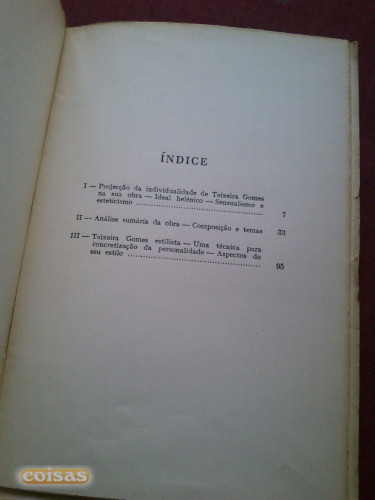 ÍNDICE
I — Projecção da individualidade de Teixeira Gomes
na sua obra — Ideal helénico — Sensualismo e
esteticismo . . . . . . . . . . . . . . . . . . 7
II — Análise sumária da obra — Composição e temas 33
III — Teixeira Gomes estilista — Uma técnica para
concretização da personalidade — Aspectos do
seu estilo . . . . . . . . . . . . . . . . . . 95
coisas